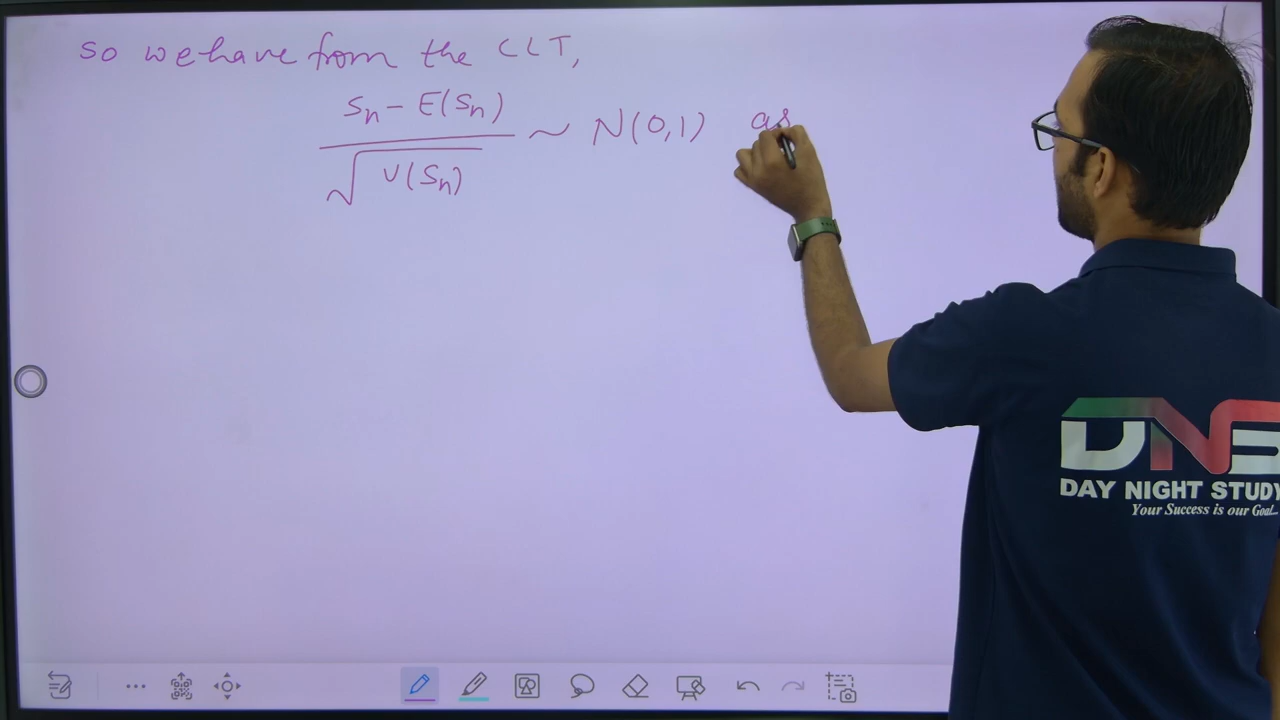 So we have from the CLT,
Sn - E(Sn)
√V(Sn)
~ N(0,1) as
DNS
DAY NIGHT STUDY
Your Success is our Goal...